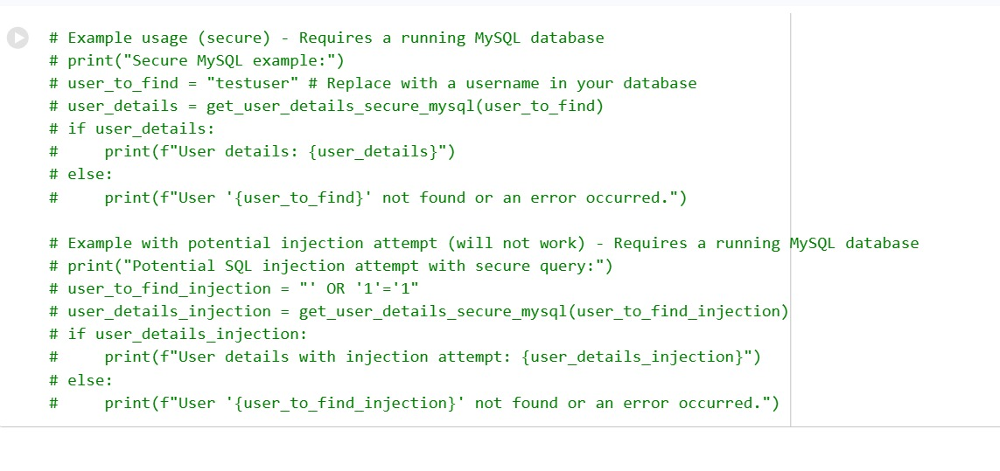 # Example usage (secure) - Requires a running MySQL database
# print("Secure MySQL example:")
# user_to_find = "testuser" # Replace with a username in your database
# user_details = get_user_details_secure_mysql(user_to_find)
# if user_details:
#     print(f"User details: {user_details}")
# else:
#     print(f"User '{user_to_find}' not found or an error occurred.")

# Example with potential injection attempt (will not work) - Requires a running MySQL database
# print("Potential SQL injection attempt with secure query:")
# user_to_find_injection = "' OR '1'='1"
# user_details_injection = get_user_details_secure_mysql(user_to_find_injection)
# if user_details_injection:
#     print(f"User details with injection attempt: {user_details_injection}")
# else:
#     print(f"User '{user_to_find_injection}' not found or an error occurred.")